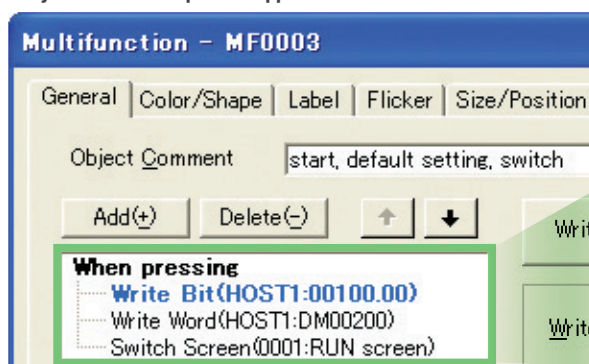 Multifunction - MF0003
General Color/Shape Label Flicker Size/Position
Object Comment start, default setting, switch
Add(+) Delete(-)
When pressing
Write Bit(HOST1:00100.00)
Write Word(HOST1:DM00200)
Switch Screen(0001:RUN screen)